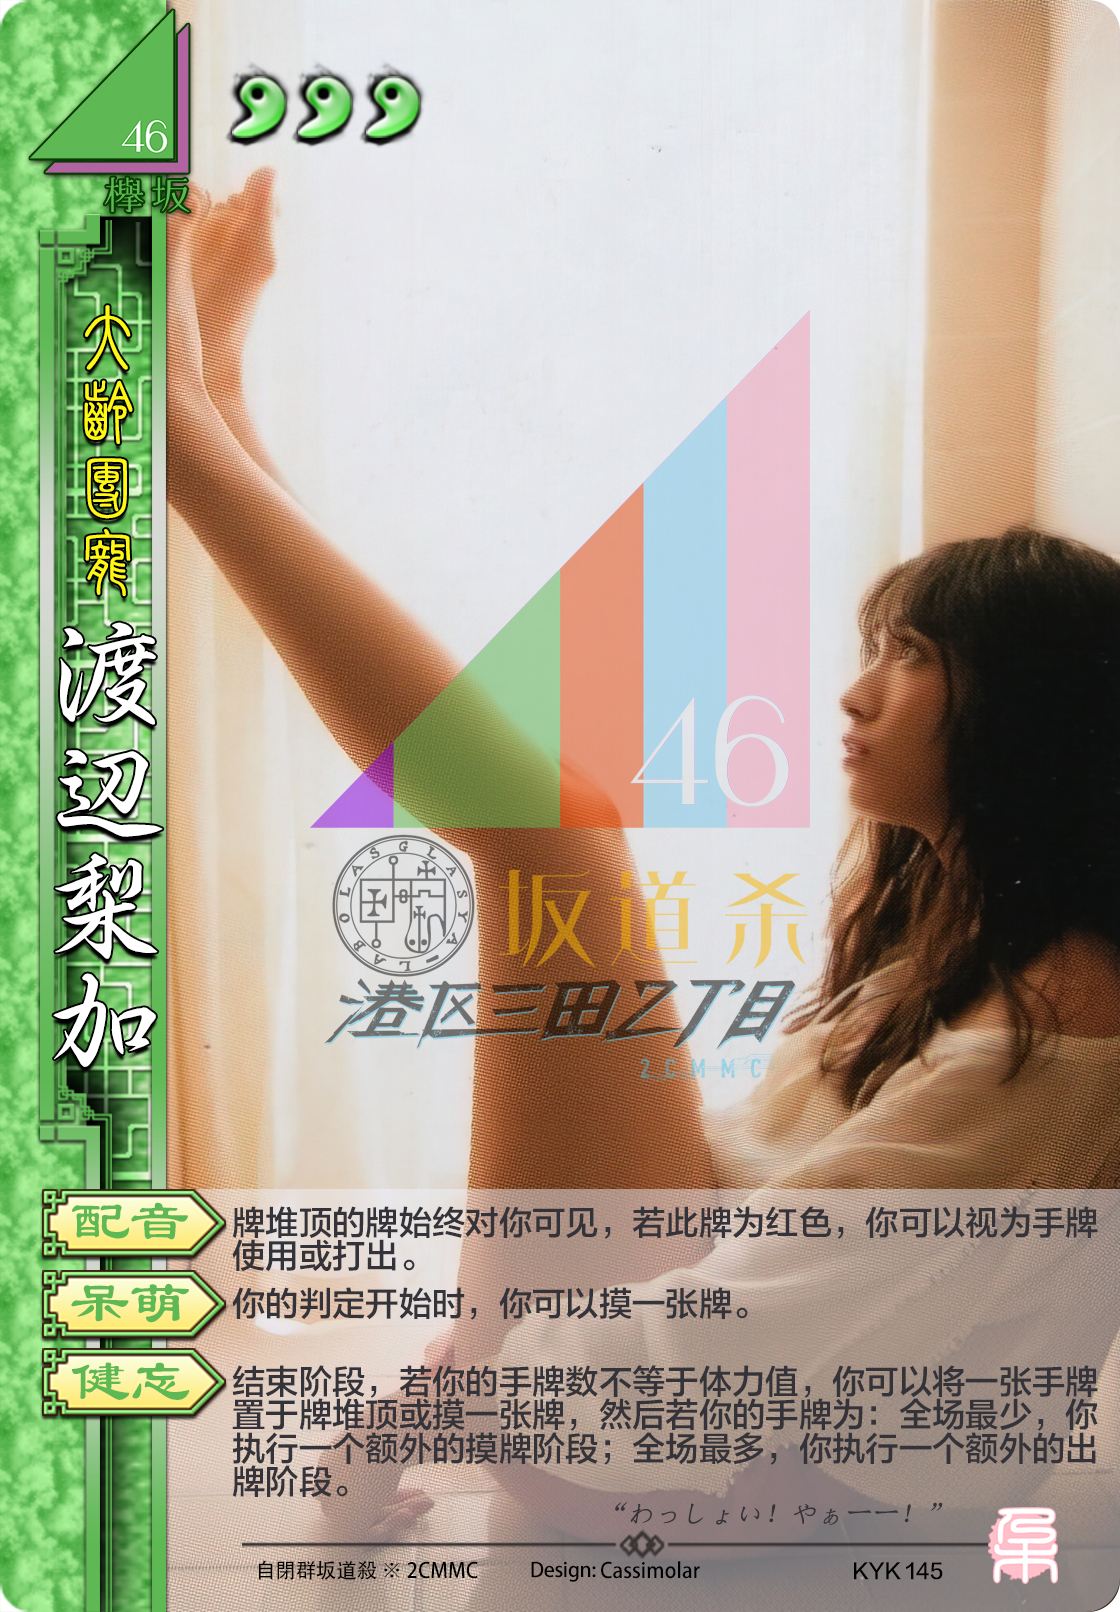 46
欅坂
大齡團寵
渡辺梨加
46
GLASYA-LABOLAS
坂道杀
港区三田乙丁目
2CMMC
配音
牌堆顶的牌始终对你可见，若此牌为红色，你可以视为手牌
使用或打出。
呆萌
你的判定开始时，你可以摸一张牌。
健忘
结束阶段，若你的手牌数不等于体力值，你可以将一张手牌
置于牌堆顶或摸一张牌，然后若你的手牌为：全场最少，你
执行一个额外的摸牌阶段；全场最多，你执行一个额外的出
牌阶段。
“わっしょい！やぁーー！”
自閉群坂道殺 ※ 2CMMC
Design: Cassimolar
KYK 145